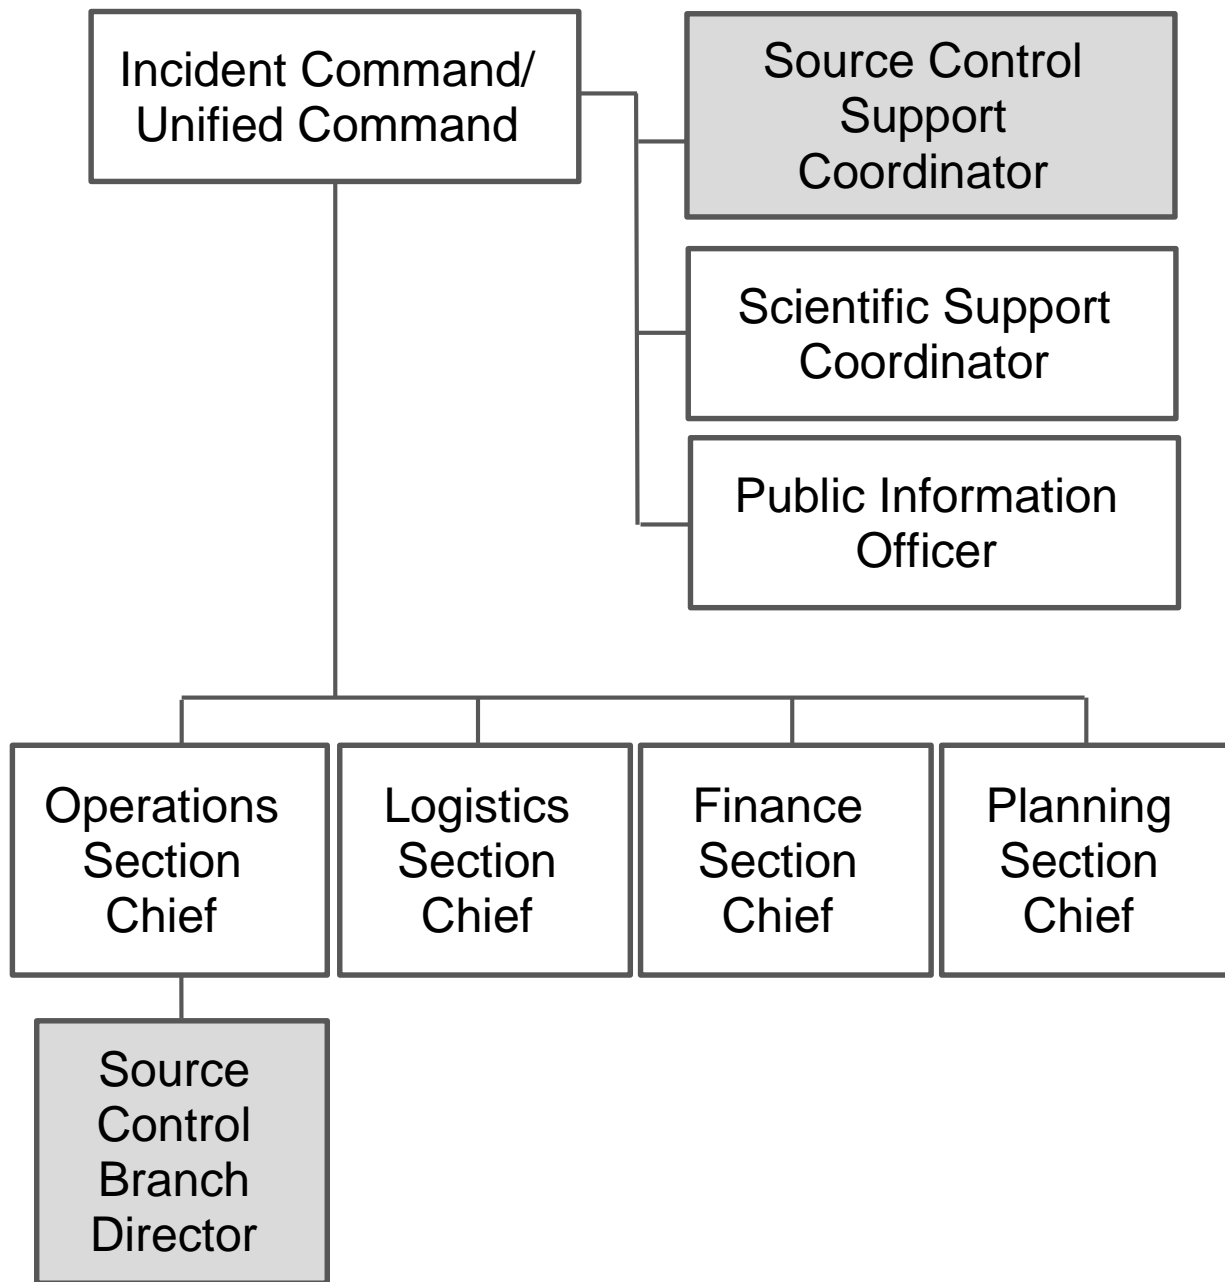 Incident Command/
Unified Command
Source Control
Support
Coordinator
Scientific Support
Coordinator
Public Information
Officer
Operations
Section
Chief
Logistics
Section
Chief
Finance
Section
Chief
Planning
Section
Chief
Source
Control
Branch
Director